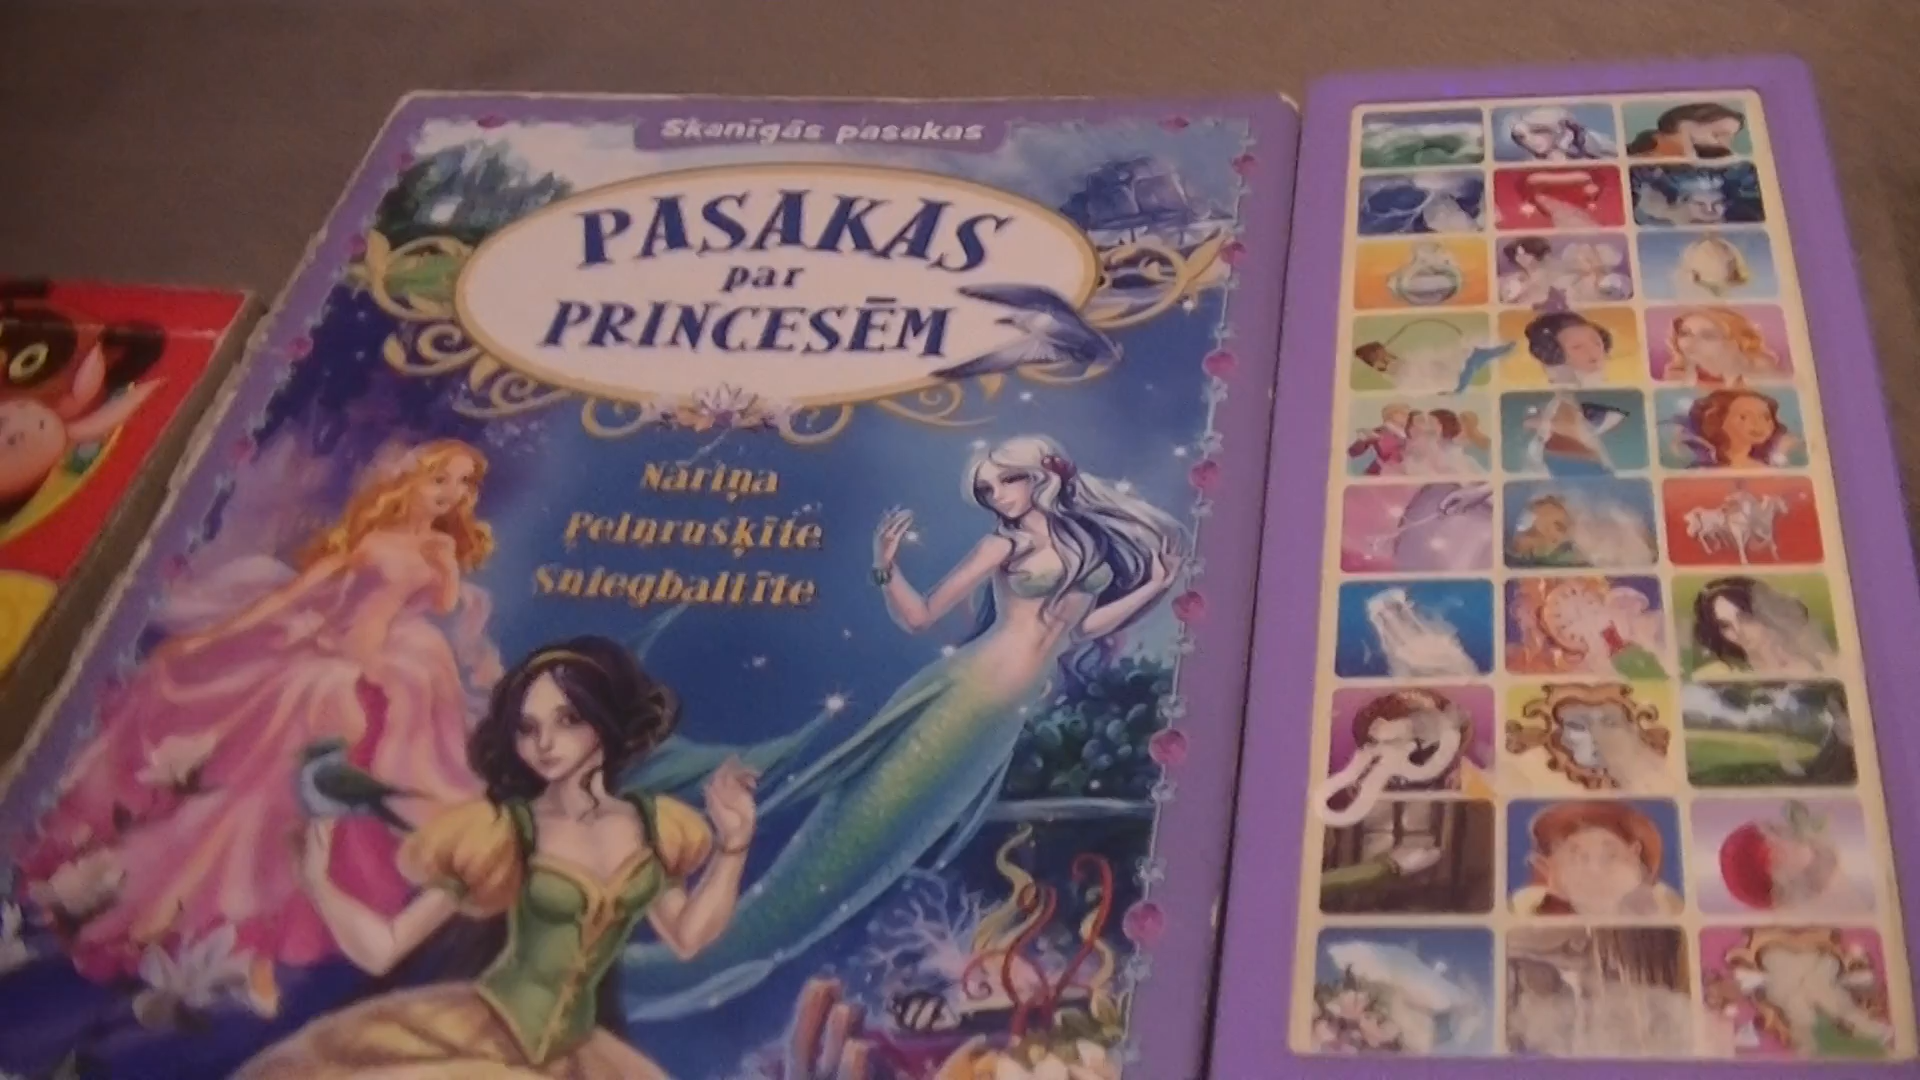 Skanīgās pasakas
PASAKAS
par
PRINCESĒM
Nāriņa
Pelnrušķīte
Sniegbaltīte